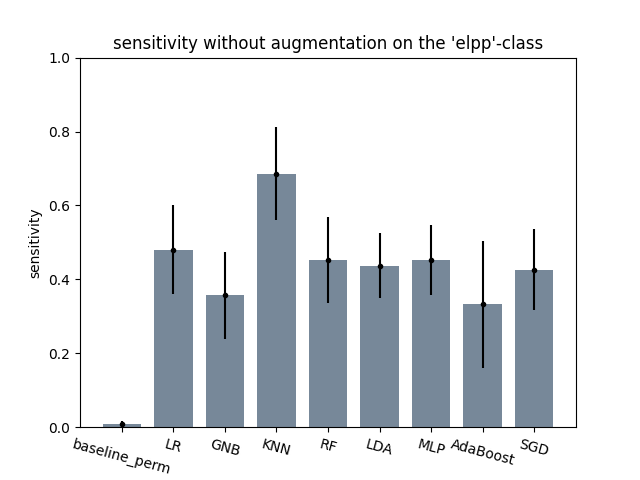 sensitivity without augmentation on the 'elpp'-class
1.0
0.8
0.6
0.4
0.2
0.0
sensitivity
baseline_perm
LR
GNB
KNN
RF
LDA
MLP
AdaBoost
SGD